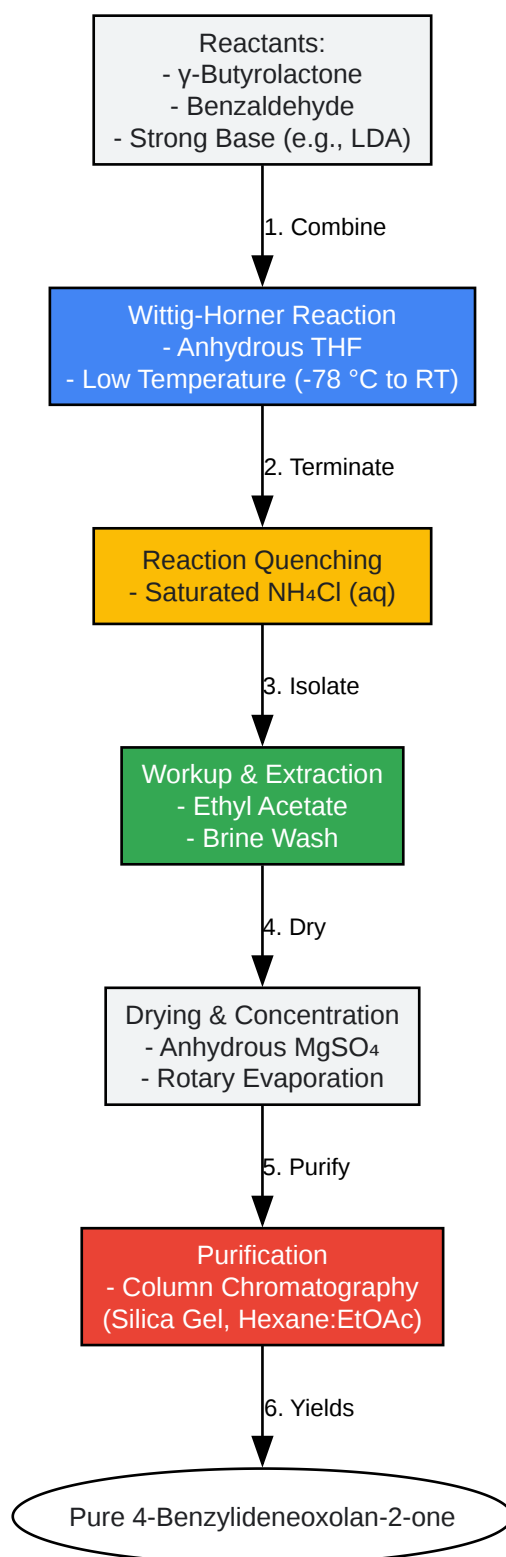 Reactants:
- γ-Butyrolactone
- Benzaldehyde
- Strong Base (e.g., LDA)
1. Combine
Wittig-Horner Reaction
- Anhydrous THF
- Low Temperature (-78 °C to RT)
2. Terminate
Reaction Quenching
- Saturated NH₄Cl (aq)
3. Isolate
Workup & Extraction
- Ethyl Acetate
- Brine Wash
4. Dry
Drying & Concentration
- Anhydrous MgSO₄
- Rotary Evaporation
5. Purify
Purification
- Column Chromatography
(Silica Gel, Hexane:EtOAc)
6. Yields
Pure 4-Benzylideneoxolan-2-one